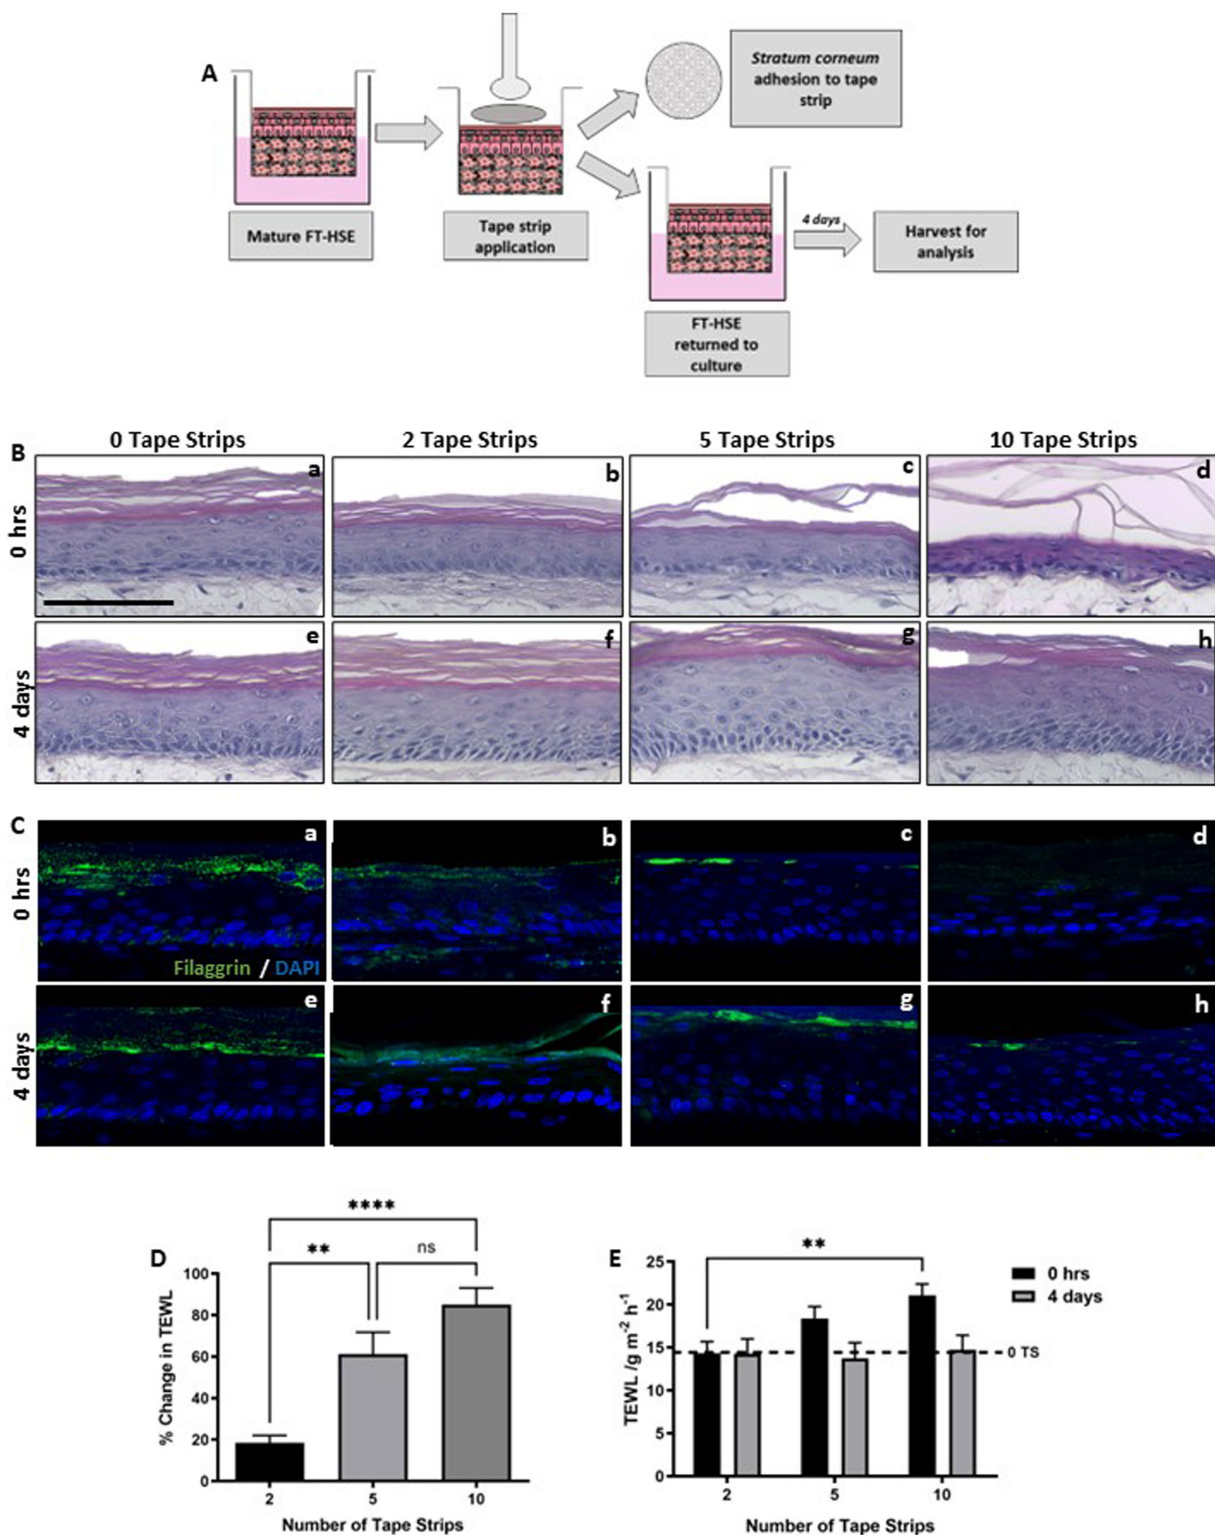 A
Stratum corneum
adhesion to tape
strip
Mature FT-HSE
Tape strip
application
4 days
Harvest for
analysis
FT-HSE
returned to
culture
B
0 Tape Strips
2 Tape Strips
5 Tape Strips
10 Tape Strips
0 hrs
a
b
c
d
4 days
e
f
g
h
C
0 hrs
a
b
c
d
Filaggrin / DAPI
4 days
e
f
g
h
D
****
**
ns
% Change in TEWL
100
80
60
40
20
0
2
5
10
Number of Tape Strips
E
**
0 hrs
4 days
TEWL /g m⁻² h⁻¹
25
20
15
10
5
0
0 TS
2
5
10
Number of Tape Strips